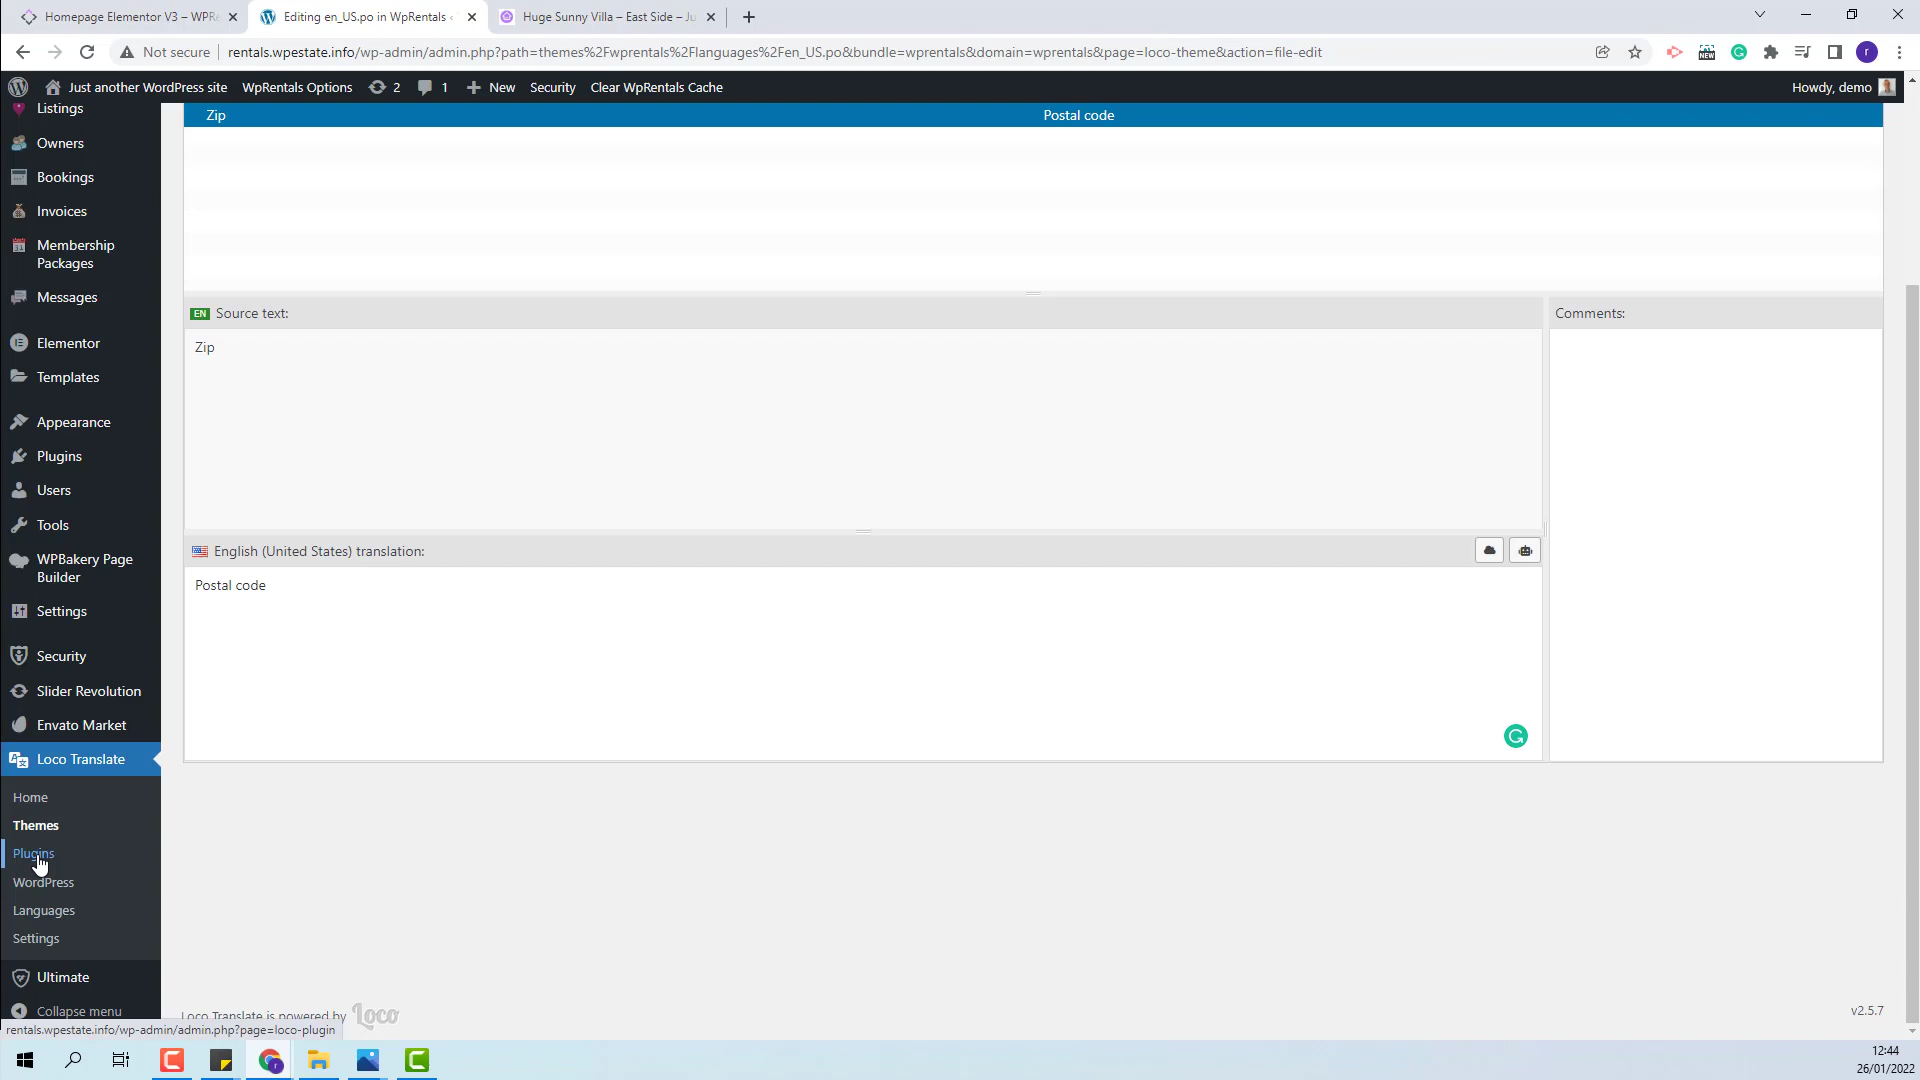 Homepage Elementor V3 – WPRe
Editing en_US.po in WpRentals ‹
Huge Sunny Villa – East Side – Ju
Not secure
rentals.wpestate.info/wp-admin/admin.php?path=themes%2Fwprentals%2Flanguages%2Fen_US.po&bundle=wprentals&domain=wprentals&page=loco-theme&action=file-edit
NEW
r
Just another WordPress site
WpRentals Options
2
1
New
Security
Clear WpRentals Cache
Howdy, demo
Listings
Owners
Bookings
Invoices
Membership
Packages
Messages
Elementor
Templates
Appearance
Plugins
Users
Tools
WPBakery Page
Builder
Settings
Security
Slider Revolution
Envato Market
Loco Translate
Home
Themes
Plugins
WordPress
Languages
Settings
Ultimate
Collapse menu
Zip
Postal code
EN Source text:
Zip
Comments:
English (United States) translation:
Postal code
Loco Translate is powered by Loco
v2.5.7
rentals.wpestate.info/wp-admin/admin.php?page=loco-plugin
12:44
26/01/2022